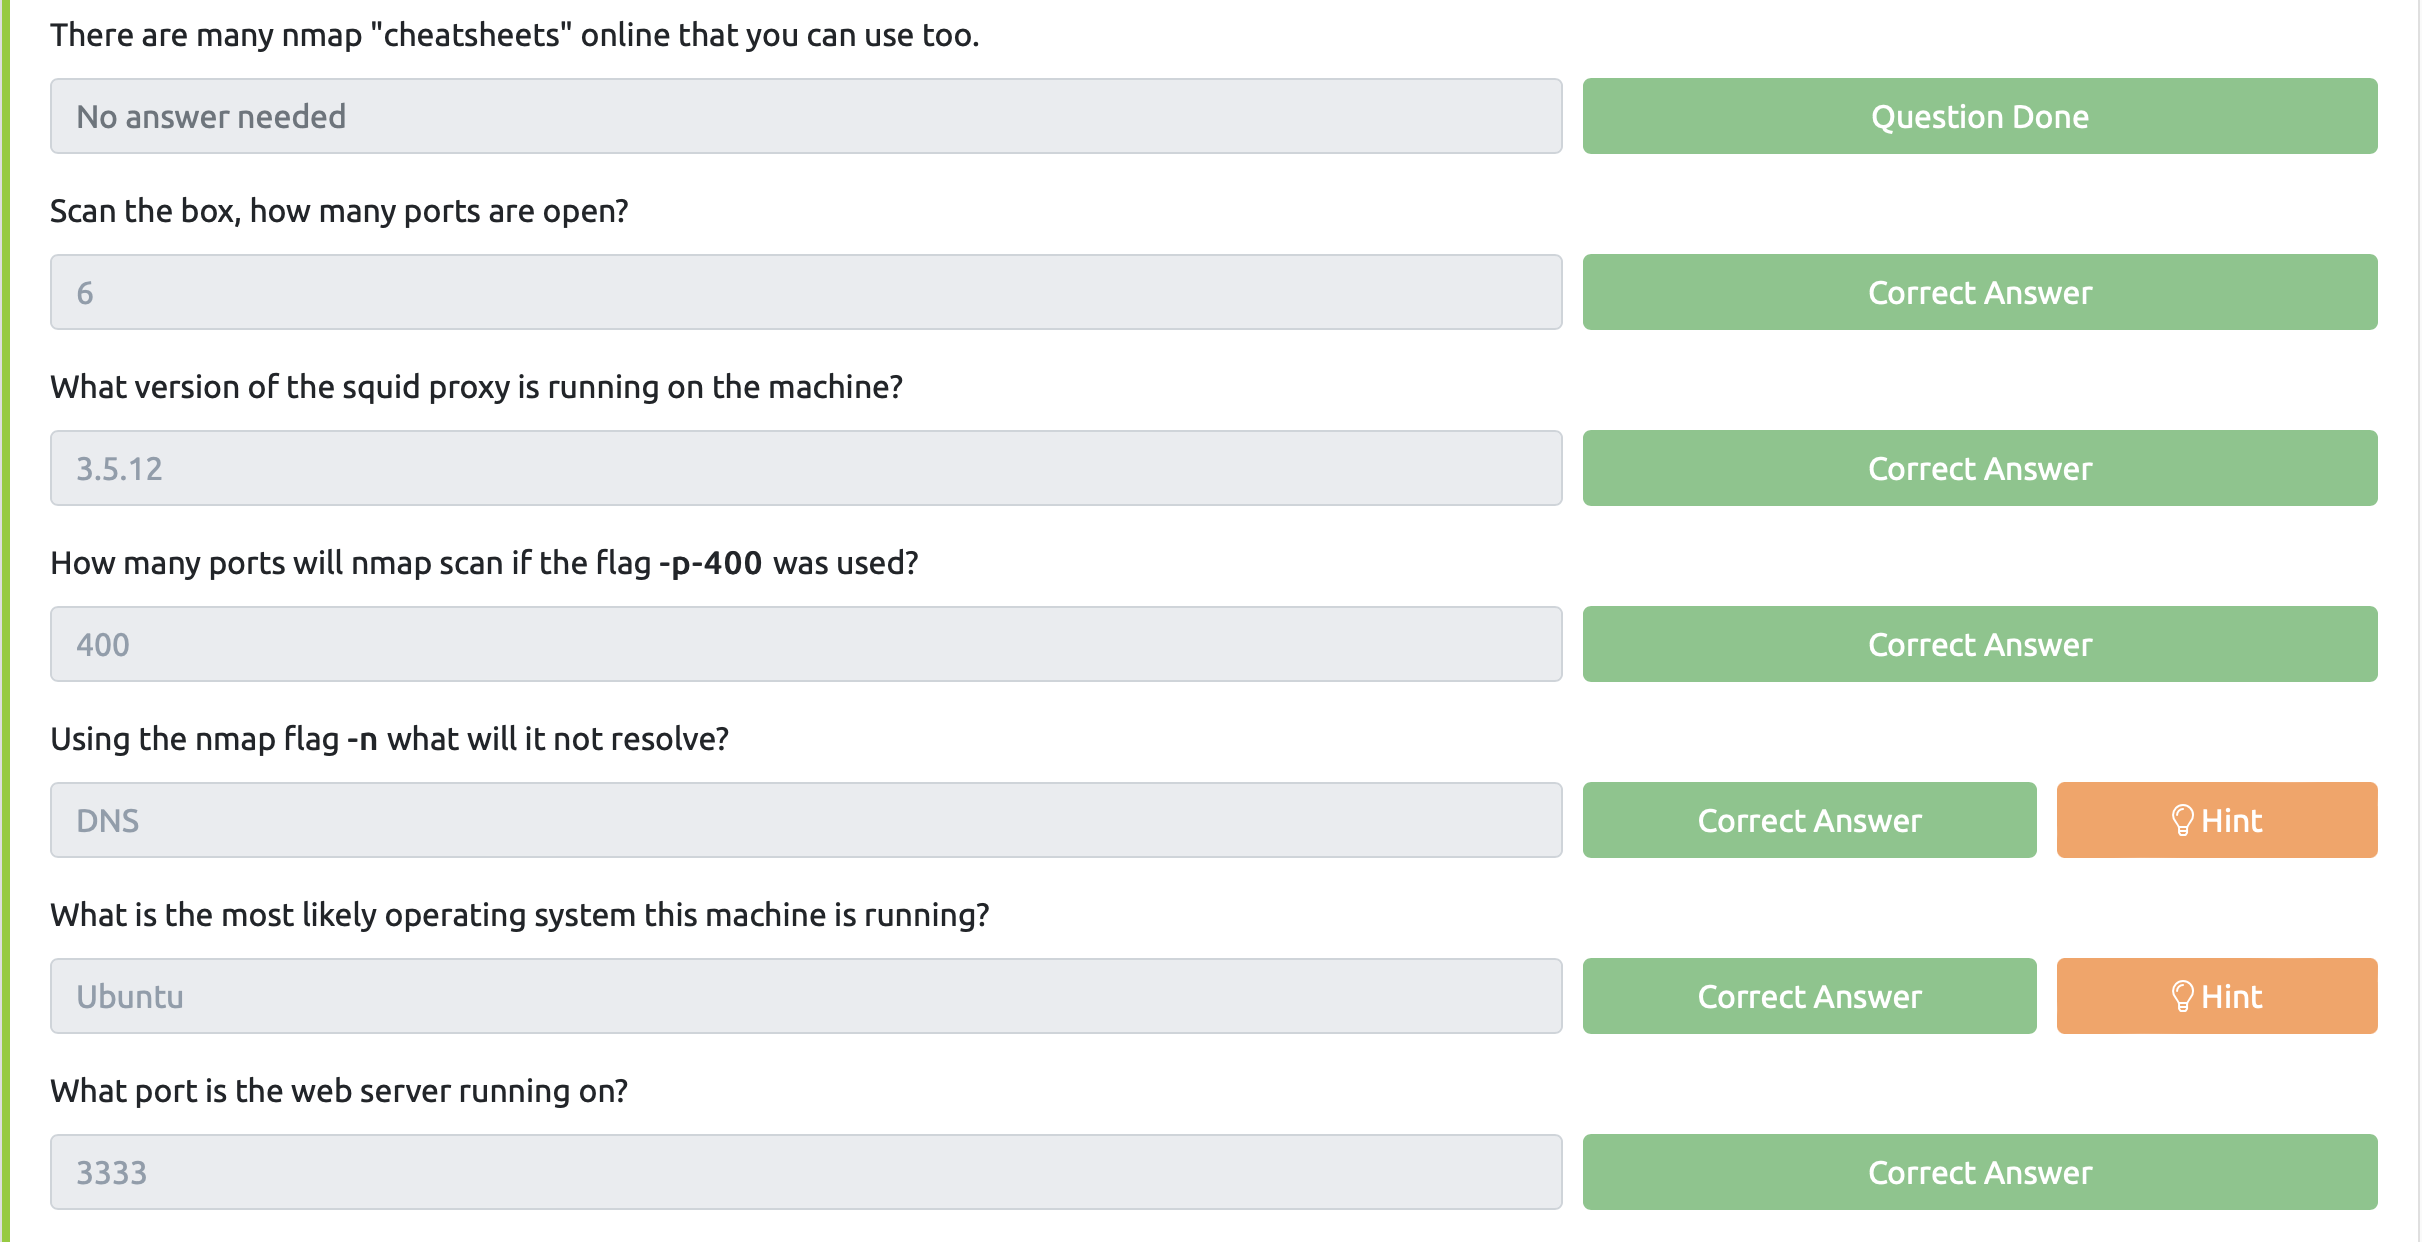 There are many nmap "cheatsheets" online that you can use too.
No answer needed
Question Done
Scan the box, how many ports are open?
6
Correct Answer
What version of the squid proxy is running on the machine?
3.5.12
Correct Answer
How many ports will nmap scan if the flag -p-400 was used?
400
Correct Answer
Using the nmap flag -n what will it not resolve?
DNS
Correct Answer
Hint
What is the most likely operating system this machine is running?
Ubuntu
Correct Answer
Hint
What port is the web server running on?
3333
Correct Answer